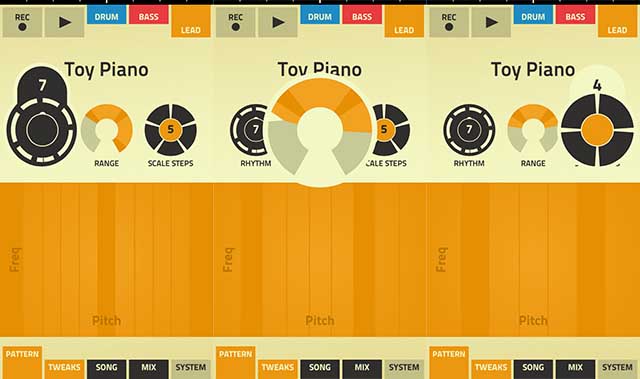 REC DRUM BASS LEAD
Toy Piano
7
5
RANGE SCALE STEPS
Freq
Pitch
PATTERN TWEAKS SONG MIX SYSTEM
REC DRUM BASS LEAD
Toy Piano
7
5
RHYTHM CALE STEPS
Freq
Pitch
PATTERN TWEAKS SONG MIX SYSTEM
REC DRUM BASS LEAD
Toy Piano
4
7
RHYTHM RANGE
Freq
Pitch
PATTERN TWEAKS SONG MIX SYSTEM